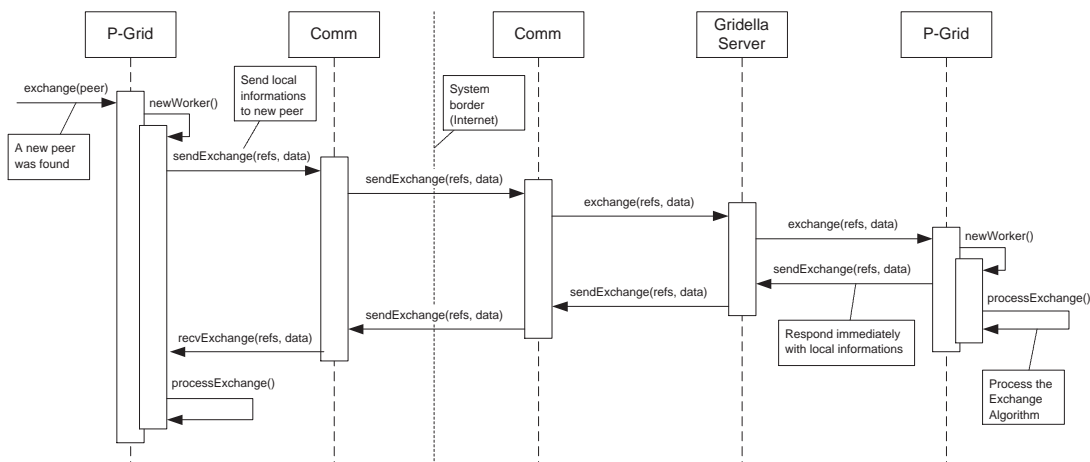 P-Grid
Comm
Comm
Gridella
Server
P-Grid
exchange(peer)
A new peer
was found
newWorker()
Send local
informations
to new peer
System
border
(Internet)
sendExchange(refs, data)
sendExchange(refs, data)
exchange(refs, data)
exchange(refs, data)
newWorker()
sendExchange(refs, data)
processExchange()
sendExchange(refs, data)
sendExchange(refs, data)
Respond immediately
with local informations
recvExchange(refs, data)
processExchange()
Process the
Exchange
Algorithm